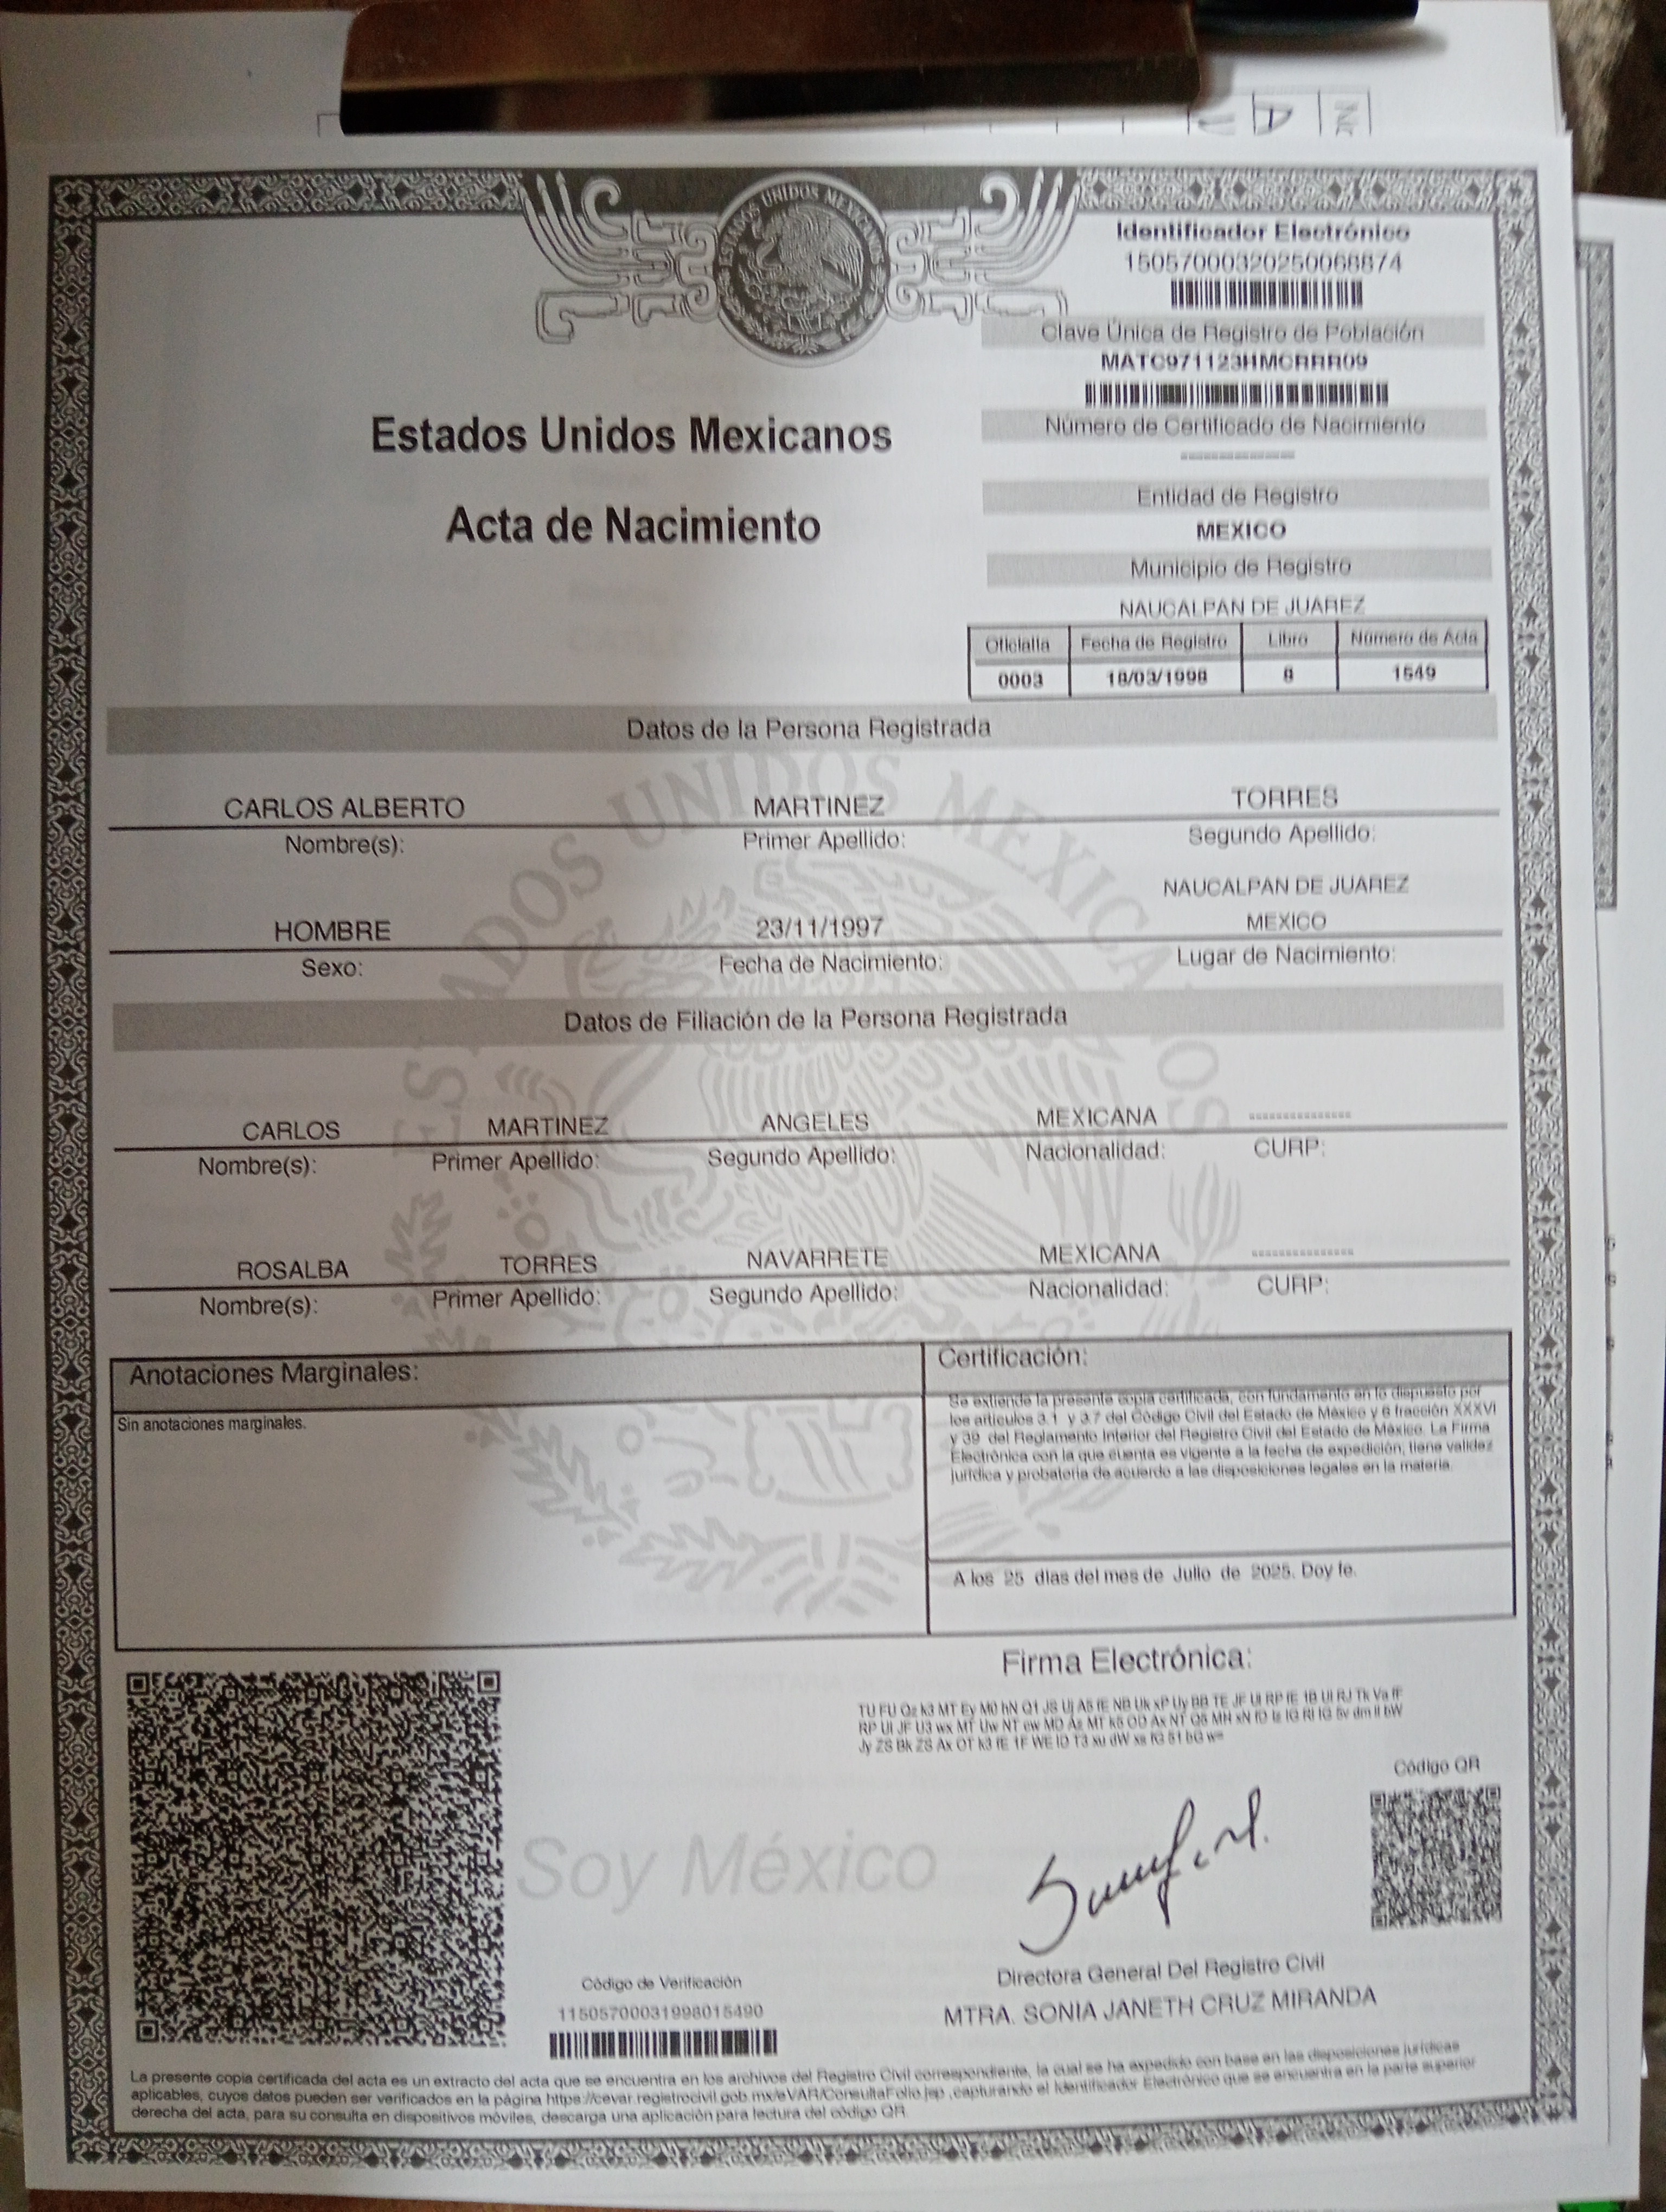 ESTADOS UNIDOS MEXICANOS
Identificador Electrónico
15057000320250068874
Clave Única de Registro de Población
MATC971123HMCRRR09
Número de Certificado de Nacimiento
Estados Unidos Mexicanos
Entidad de Registro
Acta de Nacimiento
MEXICO
Municipio de Registro
NAUCALPAN DE JUAREZ
Oficialía Fecha de Registro Libro Número de Acta
0003 18/03/1998 8 1549
Datos de la Persona Registrada
CARLOS ALBERTO MARTINEZ TORRES
Nombre(s): Primer Apellido: Segundo Apellido:
NAUCALPAN DE JUAREZ
HOMBRE 23/11/1997 MEXICO
Sexo: Fecha de Nacimiento: Lugar de Nacimiento:
Datos de Filiación de la Persona Registrada
CARLOS MARTINEZ ANGELES MEXICANA ---------------
Nombre(s): Primer Apellido: Segundo Apellido: Nacionalidad: CURP:
ROSALBA TORRES NAVARRETE MEXICANA ---------------
Nombre(s): Primer Apellido: Segundo Apellido: Nacionalidad: CURP:
Anotaciones Marginales:
Sin anotaciones marginales.
Certificación:
Se extiende la presente copia certificada, con fundamento en lo dispuesto por
los artículos 3.1 y 3.7 del Código Civil del Estado de México y 6 fracción XXXVI
y 39 del Reglamento Interior del Registro Civil del Estado de México. La Firma
Electrónica con la que cuenta es vigente a la fecha de expedición; tiene validez
jurídica y probatoria de acuerdo a las disposiciones legales en la materia.
A los 25 días del mes de Julio de 2025. Doy fe.
Firma Electrónica:
Código QR
Soy México
Código de Verificación
11505700031998015490
Directora General Del Registro Civil
MTRA. SONIA JANETH CRUZ MIRANDA
La presente copia certificada del acta es un extracto del acta que se encuentra en los archivos del Registro Civil correspondiente, la cual se ha expedido con base en las disposiciones jurídicas
aplicables, cuyos datos pueden ser verificados en la página https://cevar.registrocivil.gob.mx/eVAR/ConsultaFolio.jsp ,capturando el Identificador Electrónico que se encuentra en la parte superior
derecha del acta, para su consulta en dispositivos móviles, descarga una aplicación para lectura del código QR.